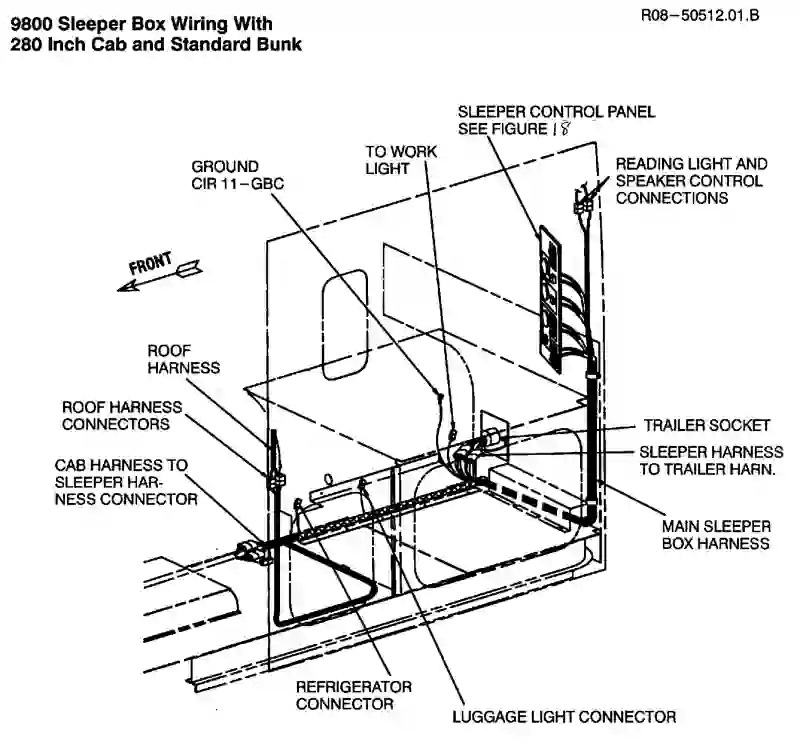 9800 Sleeper Box Wiring With
280 Inch Cab and Standard Bunk
R08-50512.01.B
SLEEPER CONTROL PANEL
SEE FIGURE 18
TO WORK
LIGHT
GROUND
CIR 11-GBC
READING LIGHT AND
SPEAKER CONTROL
CONNECTIONS
FRONT
ROOF
HARNESS
ROOF HARNESS
CONNECTORS
CAB HARNESS TO
SLEEPER HAR-
NESS CONNECTOR
TRAILER SOCKET
SLEEPER HARNESS
TO TRAILER HARN.
MAIN SLEEPER
BOX HARNESS
REFRIGERATOR
CONNECTOR
LUGGAGE LIGHT CONNECTOR